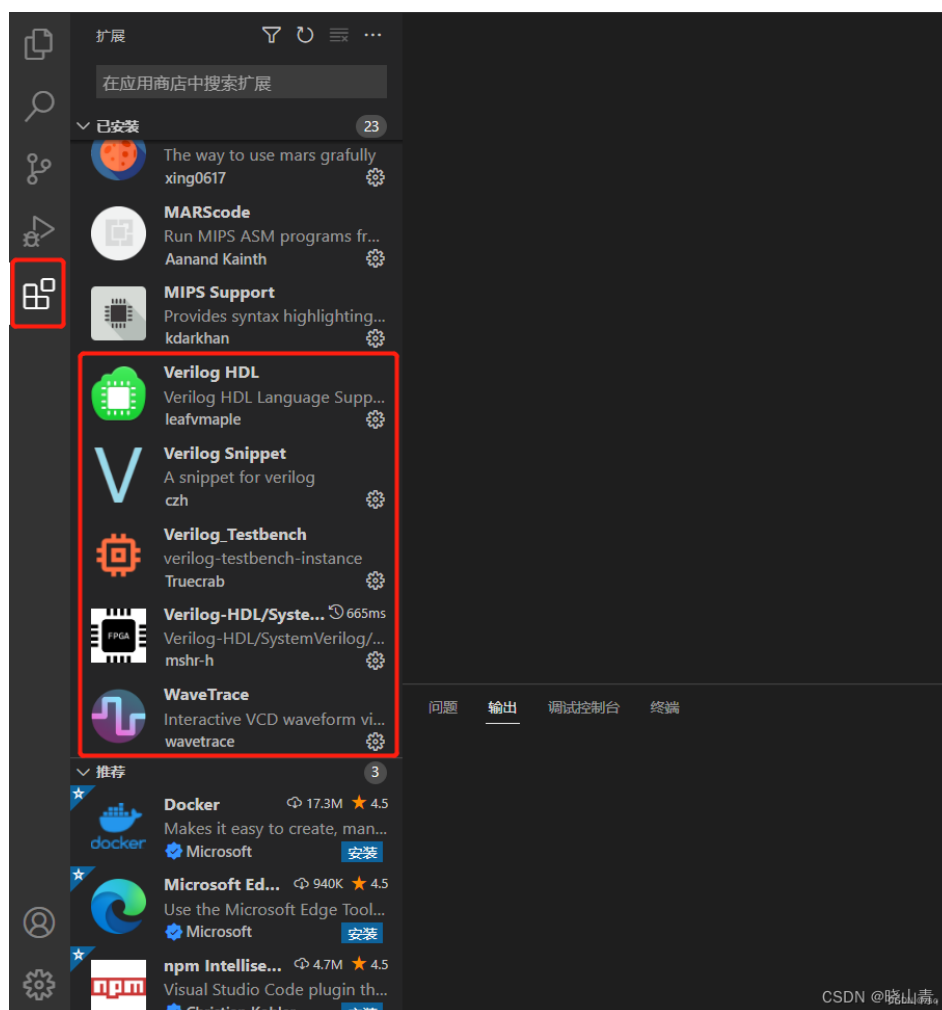 扩展
在应用商店中搜索扩展
已安装 23
The way to use mars grafully
xing0617
MARScode
Run MIPS ASM programs fr...
Aanand Kainth
MIPS Support
Provides syntax highlighting...
kdarkhan
Verilog HDL
Verilog HDL Language Supp...
leafvmaple
Verilog Snippet
A snippet for verilog
czh
Verilog_Testbench
verilog-testbench-instance
Truecrab
Verilog-HDL/Syste... 665ms
FPGA
Verilog-HDL/SystemVerilog/...
mshr-h
WaveTrace
Interactive VCD waveform vi...
wavetrace
问题 输出 调试控制台 终端
推荐 3
Docker 17.3M 4.5
Makes it easy to create, man...
docker
Microsoft 安装
Microsoft Ed... 940K 4.5
Use the Microsoft Edge Tool...
Microsoft 安装
npm Intellise... 4.7M 4.5
npm
Visual Studio Code plugin th...
CSDN @晓山青